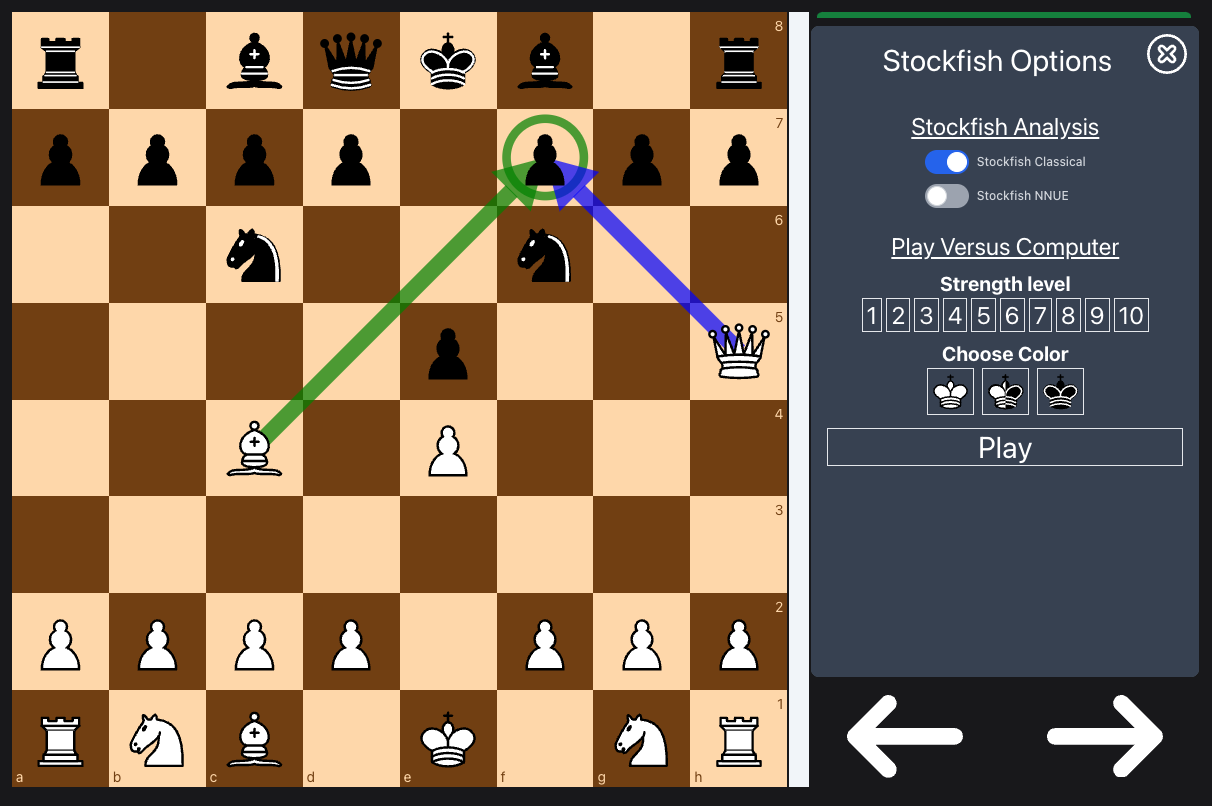 8
Stockfish Options
7
Stockfish Analysis
Stockfish Classical
Stockfish NNUE
6
Play Versus Computer
Strength level
1 2 3 4 5 6 7 8 9 10
5
Choose Color
4
Play
3
2
1
a b c d e f g h